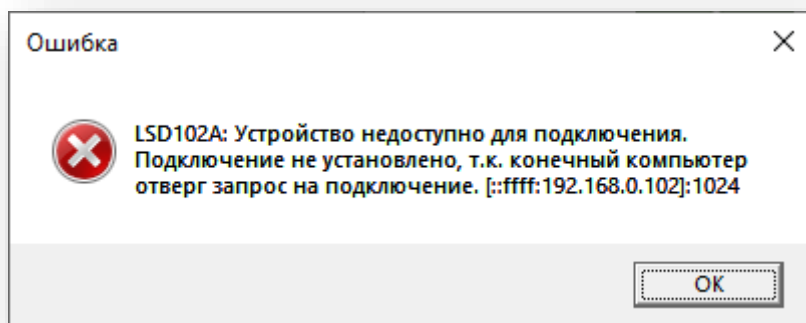 Ошибка
LSD102A: Устройство недоступно для подключения.
Подключение не установлено, т.к. конечный компьютер
отверг запрос на подключение. [::ffff:192.168.0.102]:1024
ОК